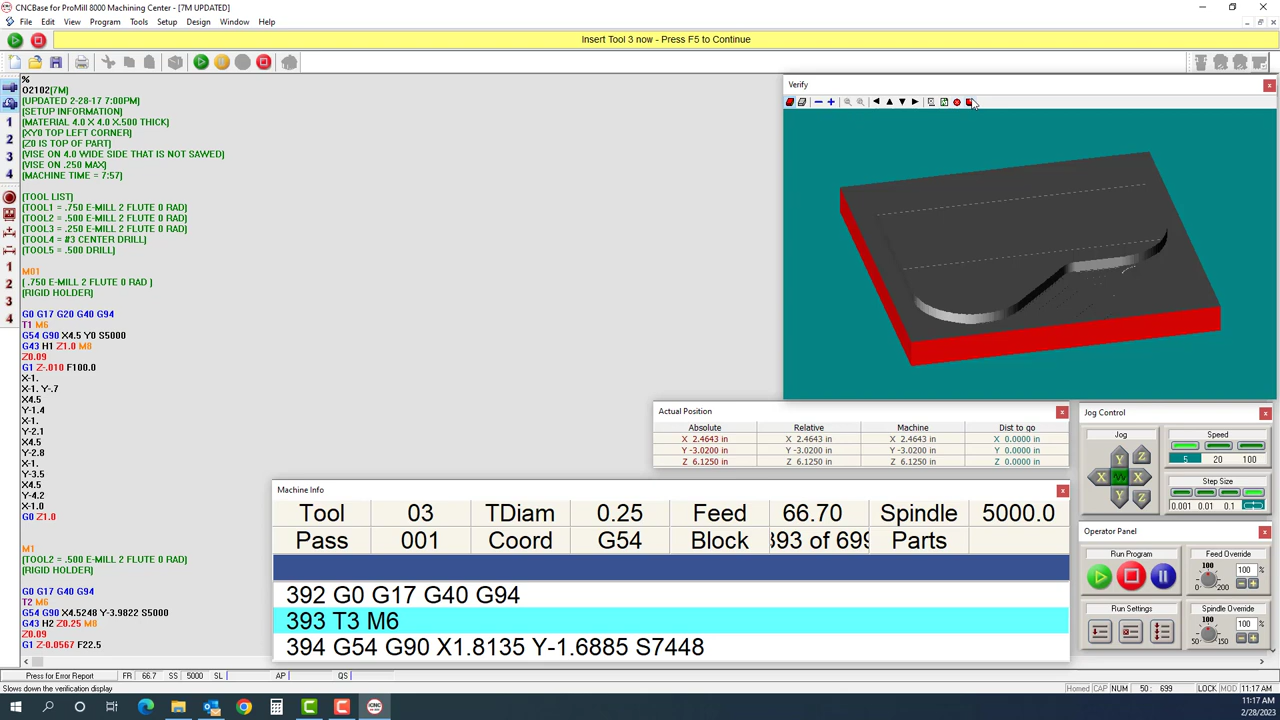 CNCBase for ProMill 8000 Machining Center - [7M UPDATED]
File Edit View Program Tools Setup Design Window Help
Insert Tool 3 now - Press F5 to Continue
%
O2102(7M)
(UPDATED 2-28-17 7:00PM)
(SETUP INFORMATION)
(MATERIAL 4.0 X 4.0 X.500 THICK)
(XY0 TOP LEFT CORNER)
(Z0 IS TOP OF PART)
(VISE ON 4.0 WIDE SIDE THAT IS NOT SAWED)
(VISE ON .250 MAX)
(MACHINE TIME = 7:57)
(TOOL LIST)
(TOOL1 = .750 E-MILL 2 FLUTE 0 RAD)
(TOOL2 = .500 E-MILL 2 FLUTE 0 RAD)
(TOOL3 = .250 E-MILL 2 FLUTE 0 RAD)
(TOOL4 = #3 CENTER DRILL)
(TOOL5 = .500 DRILL)
M01
( .750 E-MILL 2 FLUTE 0 RAD )
(RIGID HOLDER)
G0 G17 G20 G40 G94
T1 M6
G54 G90 X4.5 Y0 S5000
G43 H1 Z1.0 M8
Z0.09
G1 Z-.010 F100.0
X-1.
X-1. Y-.7
X4.5
Y-1.4
X-1.
Y-2.1
X4.5
Y-2.8
X-1.
Y-3.5
X4.5
Y-4.2
X-1.0
G0 Z1.0
M1
(TOOL2 = .500 E-MILL 2 FLUTE 0 RAD)
(RIGID HOLDER)
G0 G17 G40 G94
T2 M6
G54 G90 X4.5248 Y-3.9822 S5000
G43 H2 Z0.25 M8
Z0.09
G1 Z-0.0567 F22.5
1
2
3
4
1
2
3
4
Verify
Actual Position
Absolute Relative Machine Dist to go
X 2.4643 in X 2.4643 in X 2.4643 in X 0.0000 in
Y -3.0200 in Y -3.0200 in Y -3.0200 in Y 0.0000 in
Z 6.1250 in Z 6.1250 in Z 6.1250 in Z 0.0000 in
Jog Control
Jog
Y Z
X X
Y Z
Speed
5 20 100
Step Size
0.001 0.01 0.1
Machine Info
Tool 03 TDiam 0.25 Feed 66.70 Spindle 5000.0
Pass 001 Coord G54 Block 393 of 699 Parts
392 G0 G17 G40 G94
393 T3 M6
394 G54 G90 X1.8135 Y-1.6885 S7448
Operator Panel
Run Program
Feed Override
100
0 200
100 %
Run Settings
Spindle Override
100
50 150
100 %
Press for Error Report FR 66.7 SS 5000 SL AP QS
Slows down the verification display
Homed CAP NUM 50 : 699 LOCK MOD 11:17 AM
11:17 AM
2/28/2023